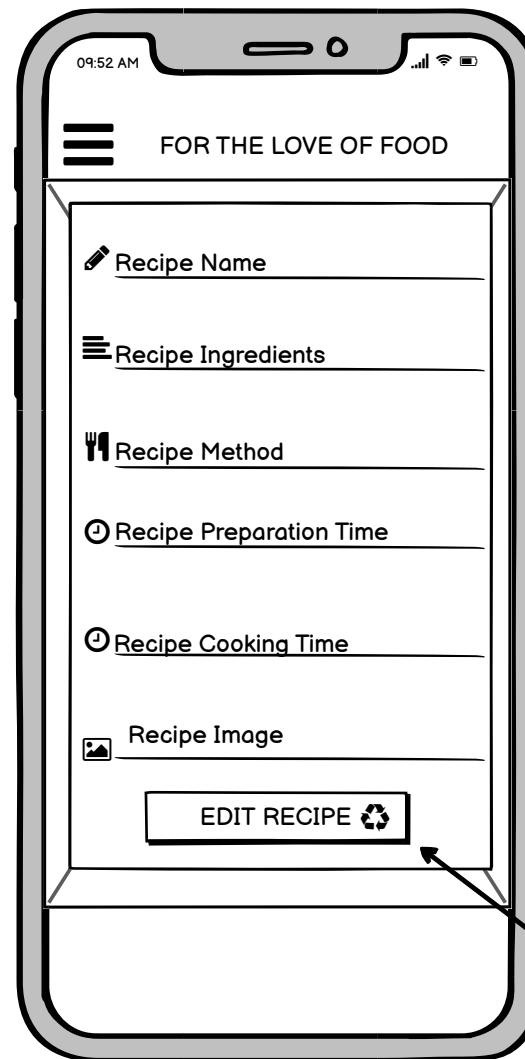 09:52 AM
FOR THE LOVE OF FOOD
Recipe Name
Recipe Ingredients
Recipe Method
Recipe Preparation Time
Recipe Cooking Time
Recipe Image
EDIT RECIPE